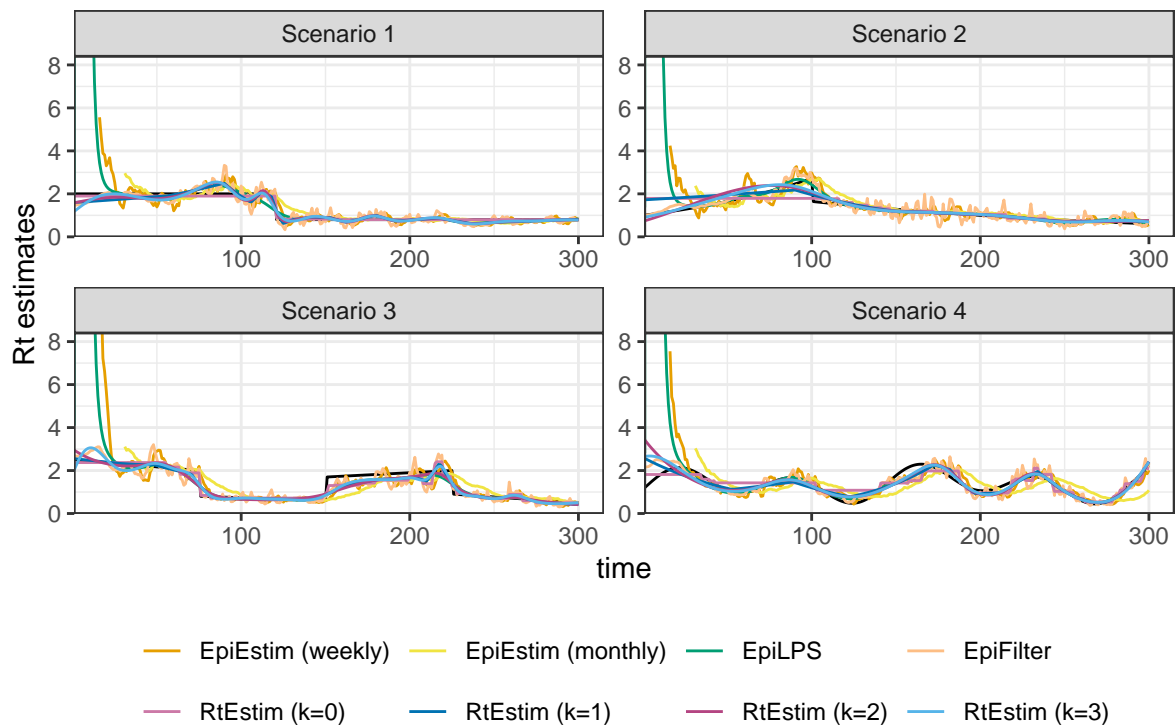 Scenario 1
Scenario 2
8
6
4
2
0
100
200
300
8
6
4
2
0
100
200
300
Rt estimates
Scenario 3
Scenario 4
8
6
4
2
0
100
200
300
8
6
4
2
0
100
200
300
time
EpiEstim (weekly)
EpiEstim (monthly)
EpiLPS
EpiFilter
RtEstim (k=0)
RtEstim (k=1)
RtEstim (k=2)
RtEstim (k=3)